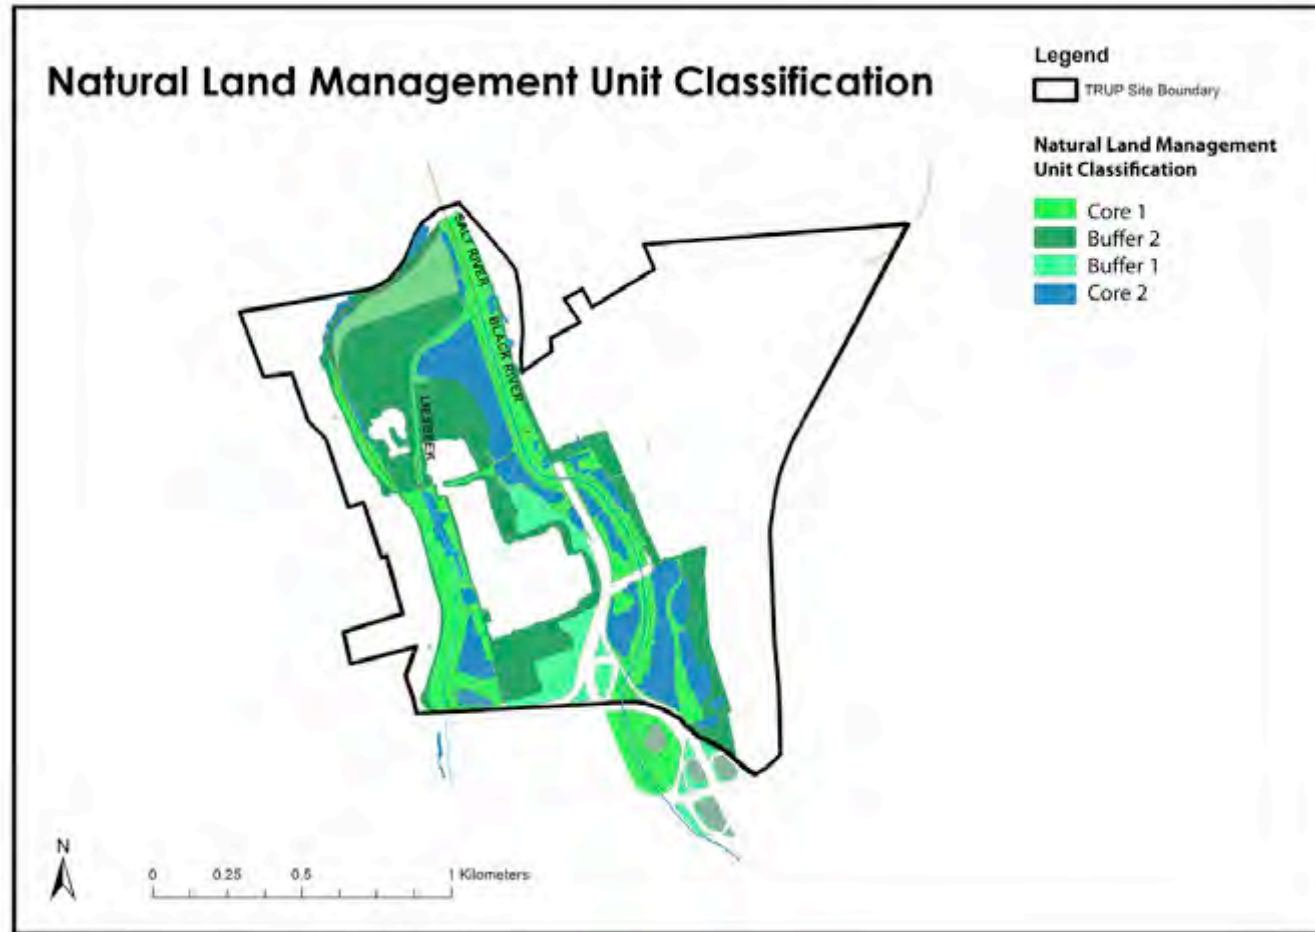 Natural Land Management Unit Classification
Legend
TRUP Site Boundary
Natural Land Management
Unit Classification
Core 1
Buffer 2
Buffer 1
Core 2
SALT RIVER
BLACK RIVER
LIESBEEK
N
0 0.25 0.5 1 Kilometers